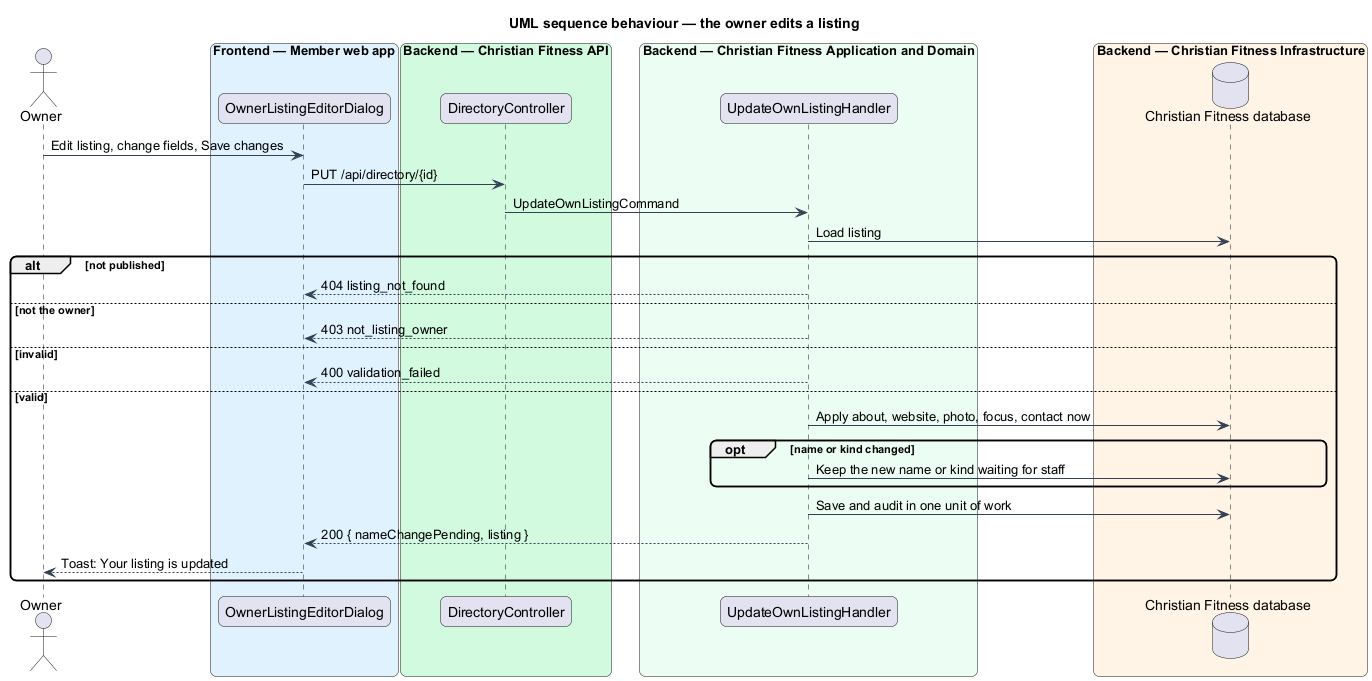 UML sequence behaviour — the owner edits a listing
Frontend — Member web app
Backend — Christian Fitness API
Backend — Christian Fitness Application and Domain
Backend — Christian Fitness Infrastructure
Owner
OwnerListingEditorDialog
DirectoryController
UpdateOwnListingHandler
Christian Fitness database
Edit listing, change fields, Save changes
PUT /api/directory/{id}
UpdateOwnListingCommand
Load listing
alt
[not published]
404 listing_not_found
[not the owner]
403 not_listing_owner
[invalid]
400 validation_failed
[valid]
Apply about, website, photo, focus, contact now
opt
[name or kind changed]
Keep the new name or kind waiting for staff
Save and audit in one unit of work
200 { nameChangePending, listing }
Toast: Your listing is updated
Owner
OwnerListingEditorDialog
DirectoryController
UpdateOwnListingHandler
Christian Fitness database